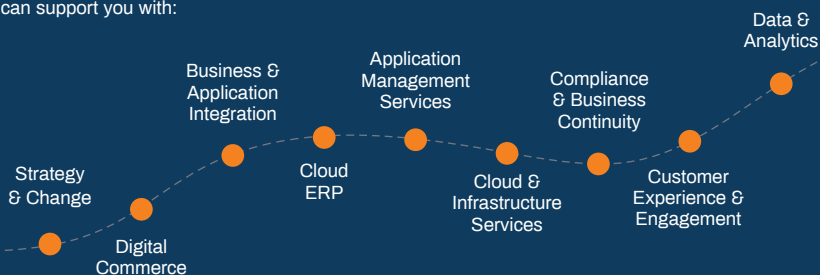 can support you with:
Strategy
& Change
Digital
Commerce
Business &
Application
Integration
Cloud
ERP
Application
Management
Services
Cloud &
Infrastructure
Services
Compliance
& Business
Continuity
Customer
Experience &
Engagement
Data &
Analytics